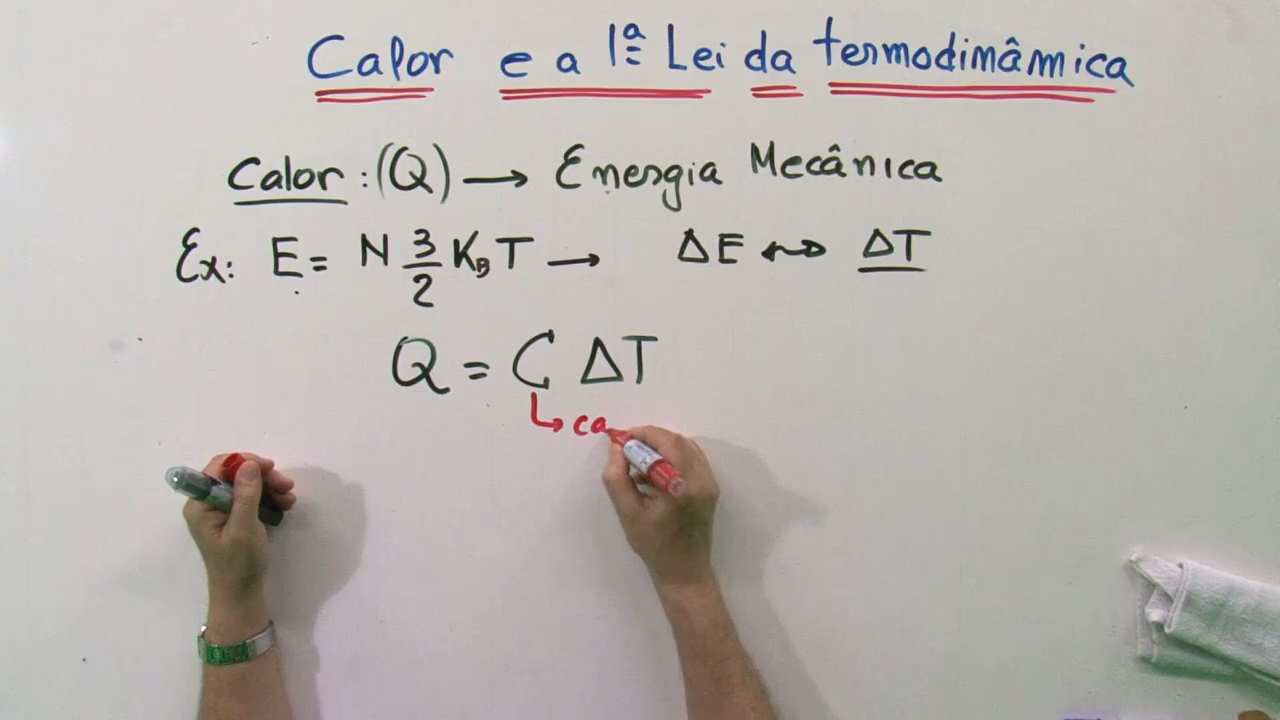 Calor e a 1ª Lei da termodinâmica
Calor : (Q) → Energia Mecânica
Ex: E = N 3/2 K_B T → ΔE ↔ ΔT
Q = C ΔT
↳ ca